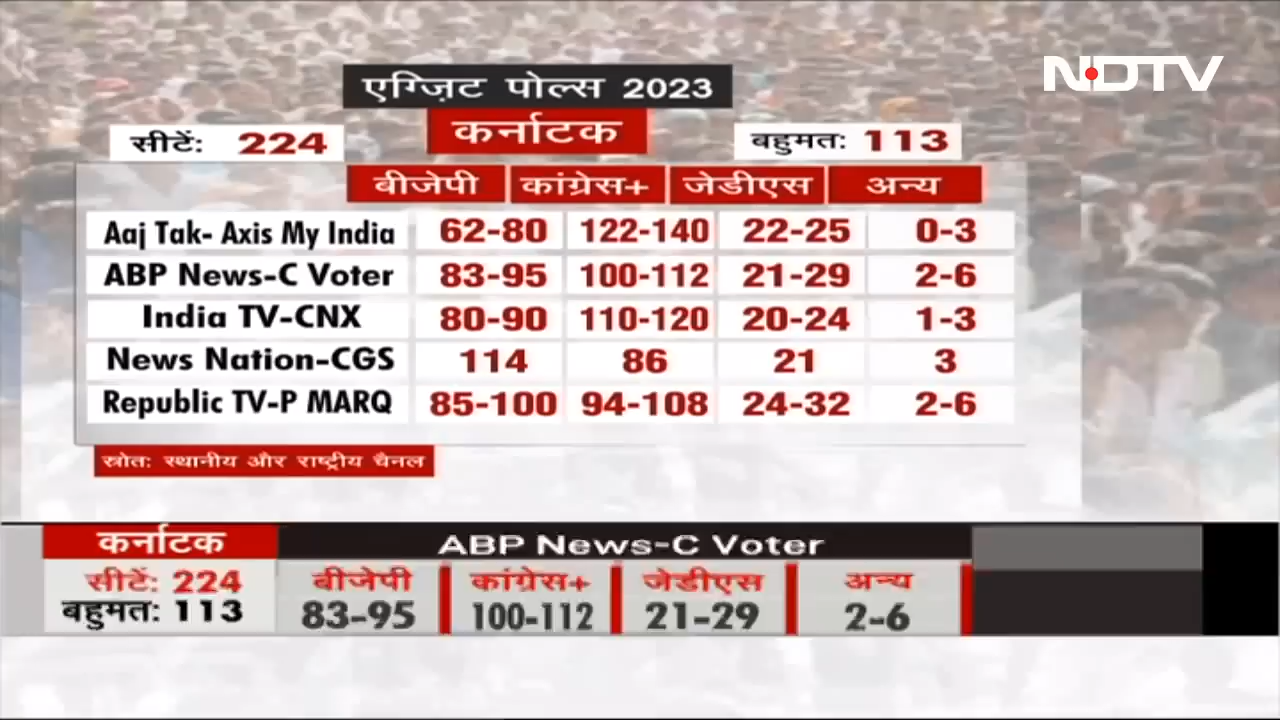 NDTV
एग्ज़िट पोल्स 2023
सीटें: 224 कर्नाटक बहुमत: 113
बीजेपी कांग्रेस+ जेडीएस अन्य
Aaj Tak- Axis My India 62-80 122-140 22-25 0-3
ABP News-C Voter 83-95 100-112 21-29 2-6
India TV-CNX 80-90 110-120 20-24 1-3
News Nation-CGS 114 86 21 3
Republic TV-P MARQ 85-100 94-108 24-32 2-6
स्रोत: स्थानीय और राष्ट्रीय चैनल
कर्नाटक ABP News-C Voter
सीटें: 224 बीजेपी कांग्रेस+ जेडीएस अन्य
बहुमत: 113 83-95 100-112 21-29 2-6